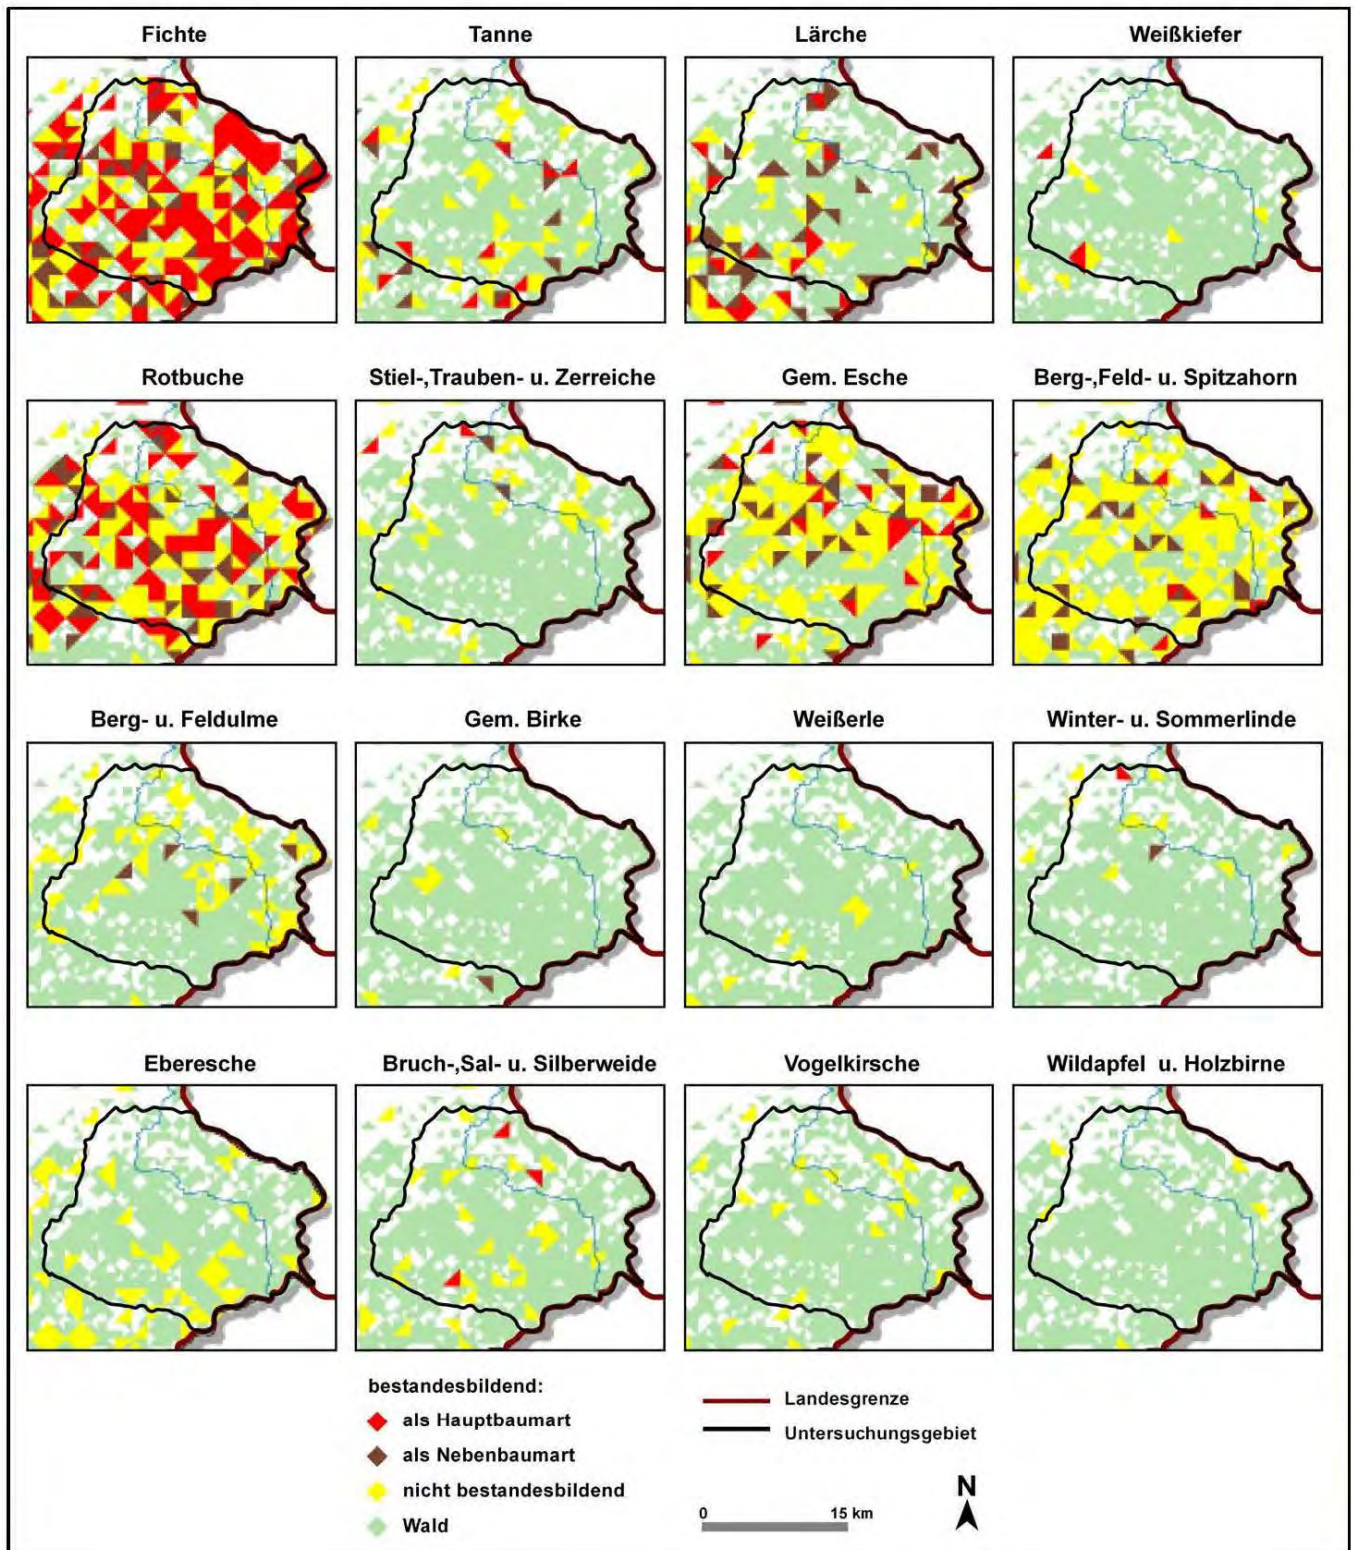 Fichte
Tanne
Lärche
Weißkiefer
Rotbuche
Stiel-,Trauben- u. Zerreiche
Gem. Esche
Berg-,Feld- u. Spitzahorn
Berg- u. Feldulme
Gem. Birke
Weißerle
Winter- u. Sommerlinde
Eberesche
Bruch-,Sal- u. Silberweide
Vogelkirsche
Wildapfel u. Holzbirne
bestandesbildend:
als Hauptbaumart
als Nebenbaumart
nicht bestandesbildend
Wald
Landesgrenze
Untersuchungsgebiet
0 15 km
N